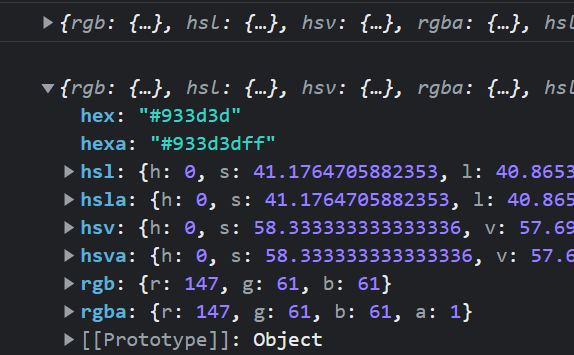 ▶{rgb: {…}, hsl: {…}, hsv: {…}, rgba: {…}, hsl
▼{rgb: {…}, hsl: {…}, hsv: {…}, rgba: {…}, hsl
hex: "#933d3d"
hexa: "#933d3dff"
▶hsl: {h: 0, s: 41.1764705882353, l: 40.8653
▶hsla: {h: 0, s: 41.1764705882353, l: 40.865
▶hsv: {h: 0, s: 58.333333333333336, v: 57.69
▶hsva: {h: 0, s: 58.333333333333336, v: 57.6
▶rgb: {r: 147, g: 61, b: 61}
▶rgba: {r: 147, g: 61, b: 61, a: 1}
▶[[Prototype]]: Object